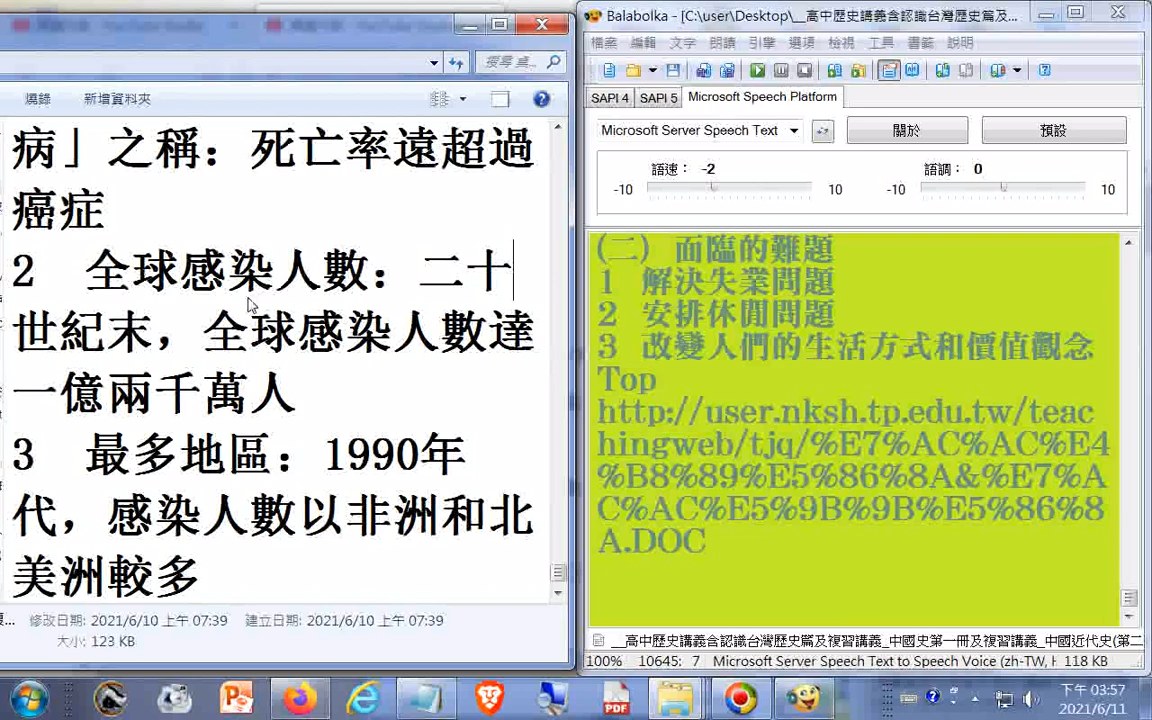 搜尋 桌...
燒錄 新增資料夾
病」之稱：死亡率遠超過
癌症
2 全球感染人數：二十
世紀末，全球感染人數達
一億兩千萬人
3 最多地區：1990年
代，感染人數以非洲和北
美洲較多
修改日期: 2021/6/10 上午 07:39 建立日期: 2021/6/10 上午 07:39
大小: 123 KB
Balabolka - [C:\user\Desktop\__高中歷史講義含認識台灣歷史篇及...
檔案 編輯 文字 朗讀 引擎 選項 檢視 工具 書籤 說明
SAPI 4 SAPI 5 Microsoft Speech Platform
Microsoft Server Speech Text 關於 預設
語速： -2 語調： 0
-10 10 -10 10
(二) 面臨的難題
1 解決失業問題
2 安排休閒問題
3 改變人們的生活方式和價值觀念
Top
http://user.nksh.tp.edu.tw/teac
hingweb/tjq/%E7%AC%AC%E4
%B8%89%E5%86%8A&%E7%A
C%AC%E5%9B%9B%E5%86%8
A.DOC
__高中歷史講義含認識台灣歷史篇及複習講義_中國史第一冊及複習講義_中國近代史(第二
100% 10645: 7 Microsoft Server Speech Text to Speech Voice (zh-TW, H 118 KB
PDF
下午 03:57
2021/6/11